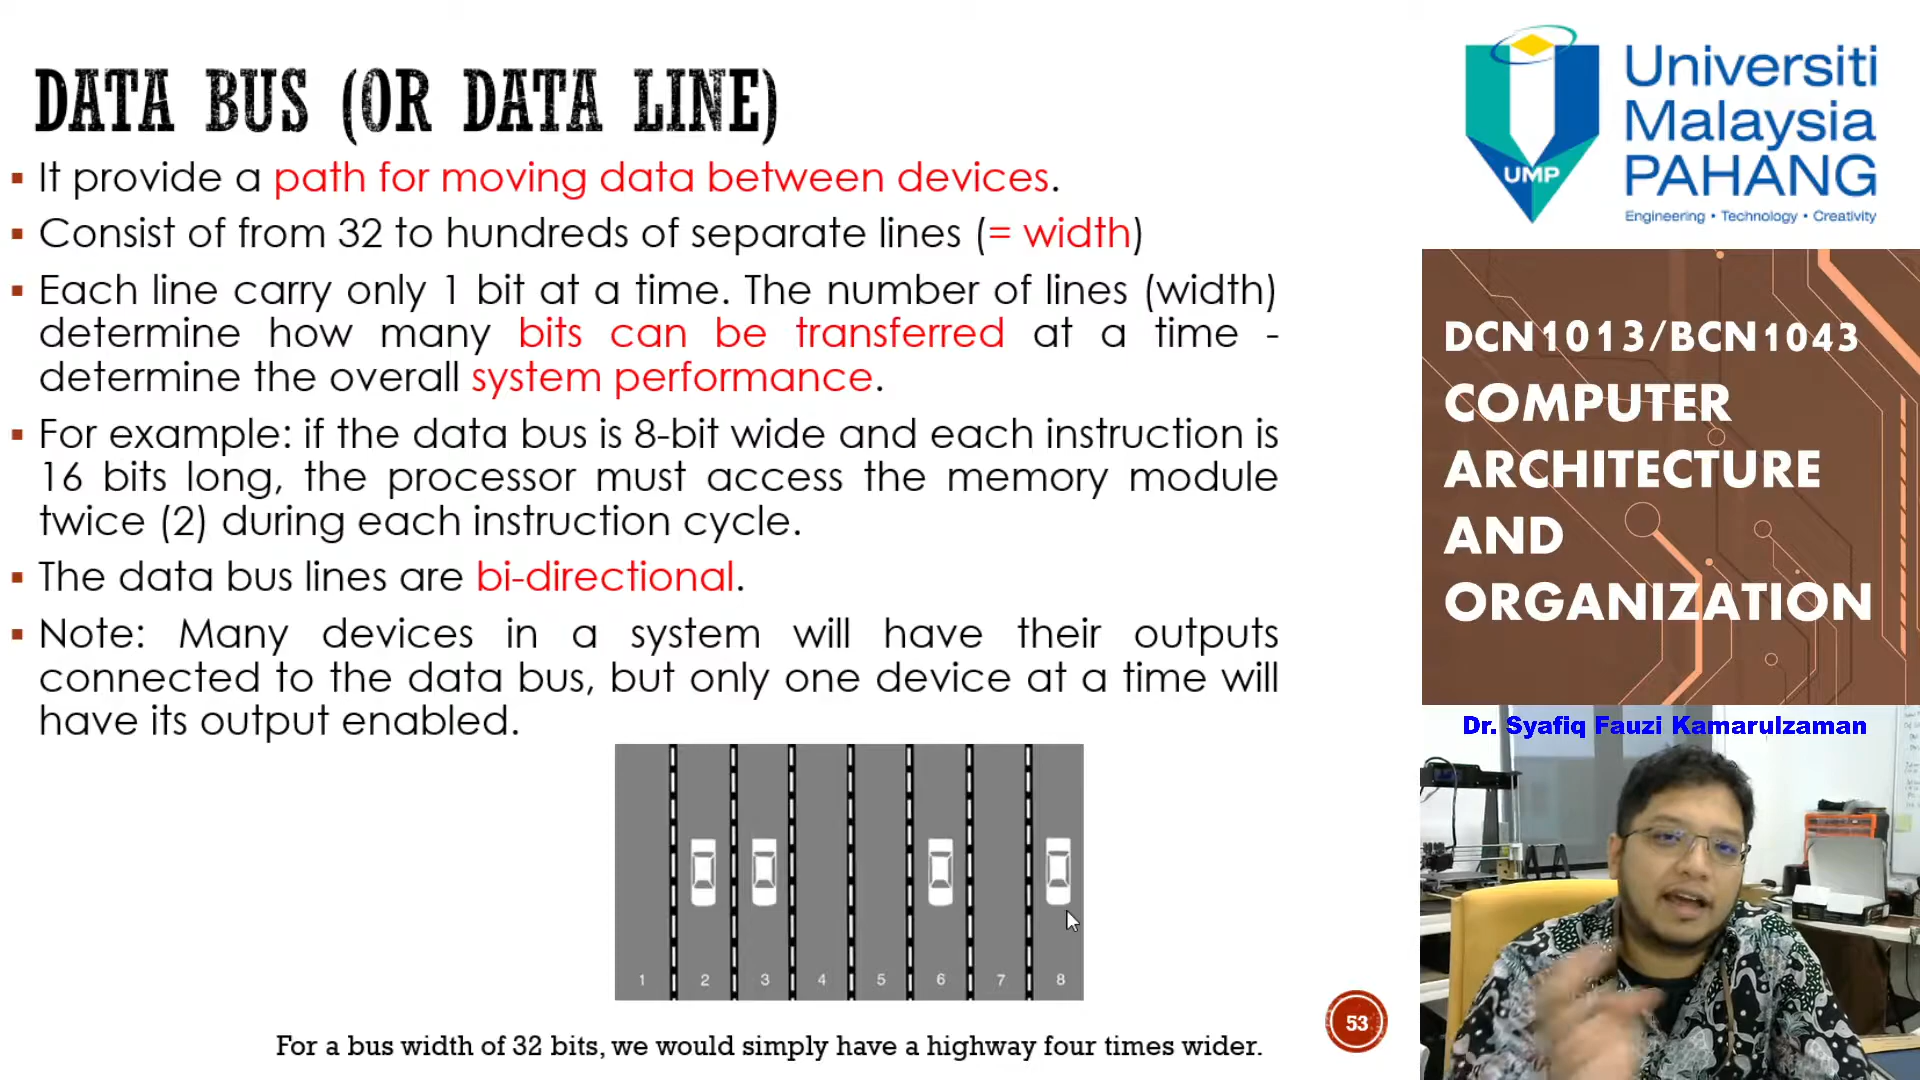 DATA BUS (OR DATA LINE)
▪ It provide a path for moving data between devices.
▪ Consist of from 32 to hundreds of separate lines (= width)
▪ Each line carry only 1 bit at a time. The number of lines (width)
determine how many bits can be transferred at a time -
determine the overall system performance.
▪ For example: if the data bus is 8-bit wide and each instruction is
16 bits long, the processor must access the memory module
twice (2) during each instruction cycle.
▪ The data bus lines are bi-directional.
▪ Note: Many devices in a system will have their outputs
connected to the data bus, but only one device at a time will
have its output enabled.
1 2 3 4 5 6 7 8
For a bus width of 32 bits, we would simply have a highway four times wider.
53
UMP
Universiti
Malaysia
PAHANG
Engineering • Technology • Creativity
DCN1013/BCN1043
COMPUTER
ARCHITECTURE
AND
ORGANIZATION
Dr. Syafiq Fauzi Kamarulzaman